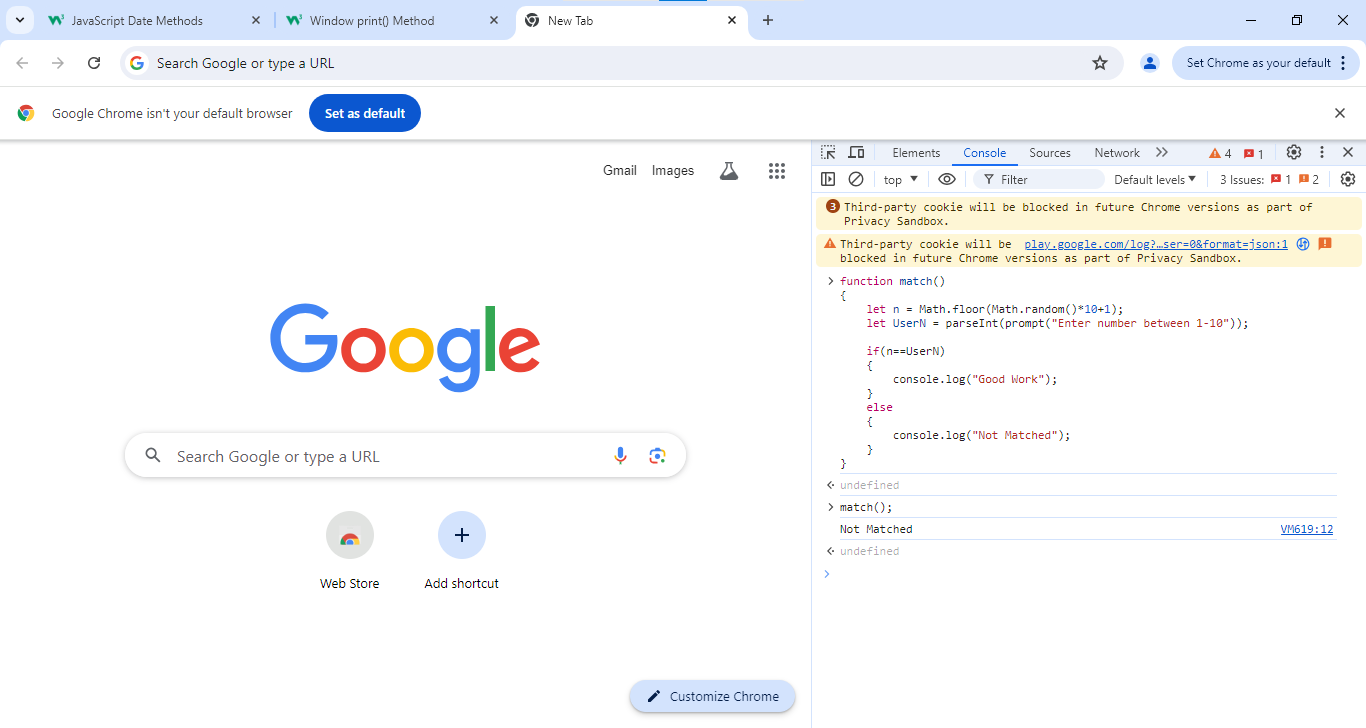 JavaScript Date Methods
Window print() Method
New Tab
Search Google or type a URL
Set Chrome as your default
Google Chrome isn't your default browser
Set as default
Gmail
Images
Google
Search Google or type a URL
Web Store
Add shortcut
Customize Chrome
Elements
Console
Sources
Network
4
1
top
Filter
Default levels
3 Issues:
1
2
3
Third-party cookie will be blocked in future Chrome versions as part of
Privacy Sandbox.
Third-party cookie will be play.google.com/log?…ser=0&format=json:1
blocked in future Chrome versions as part of Privacy Sandbox.
function match()
{
    let n = Math.floor(Math.random()*10+1);
    let UserN = parseInt(prompt("Enter number between 1-10"));
    if(n==UserN)
    {
        console.log("Good Work");
    }
    else
    {
        console.log("Not Matched");
    }
}
undefined
match();
Not Matched VM619:12
undefined